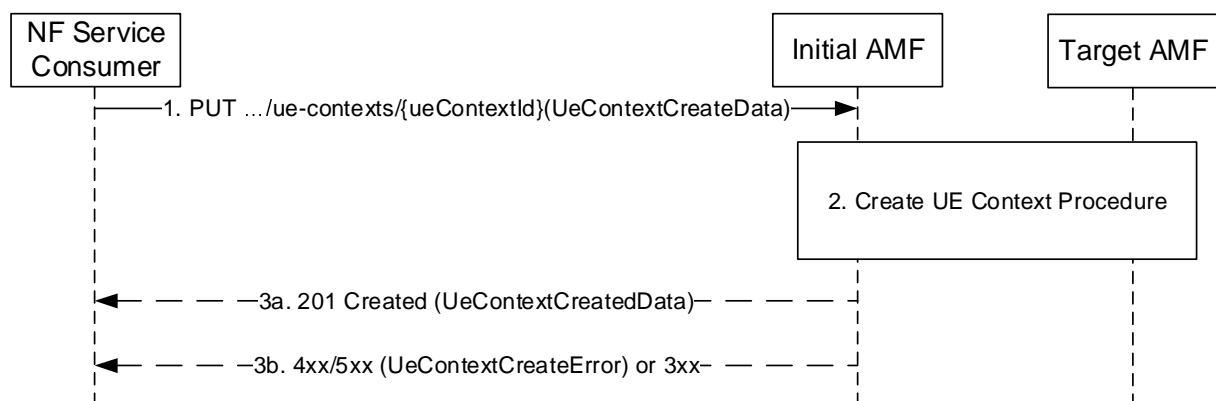 NF Service
Consumer
Initial AMF
Target AMF
1. PUT …/ue-contexts/{ueContextId}(UeContextCreateData)
2. Create UE Context Procedure
3a. 201 Created (UeContextCreatedData)
3b. 4xx/5xx (UeContextCreateError) or 3xx